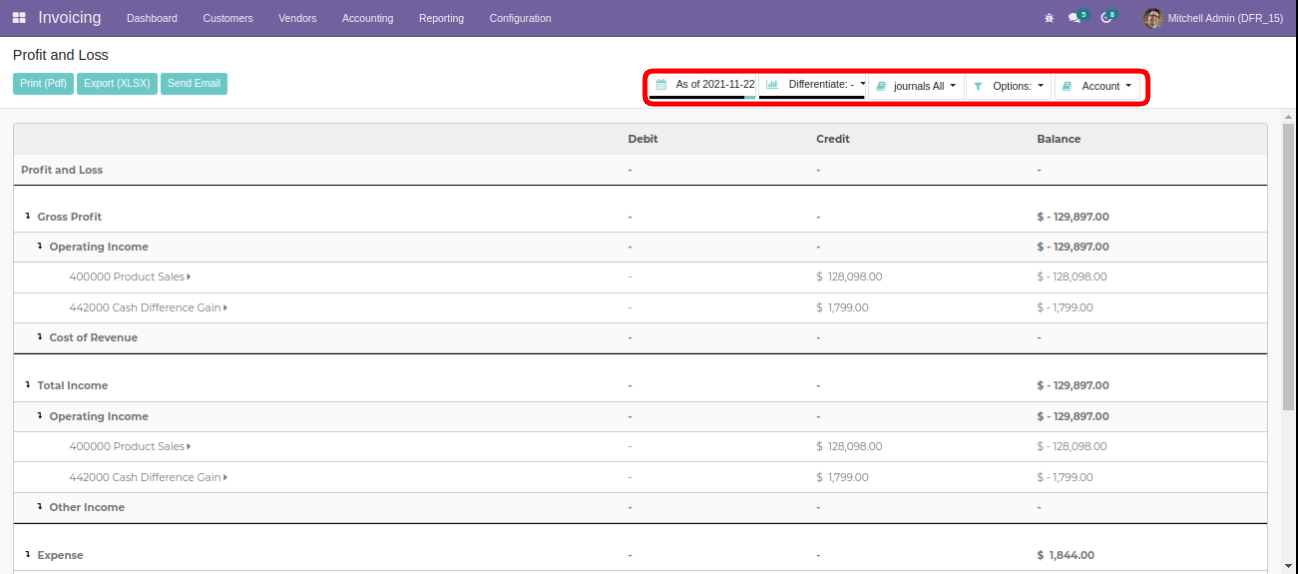 Invoicing Dashboard Customers Vendors Accounting Reporting Configuration 5 8 Mitchell Admin (DFR_15)
Profit and Loss
Print (Pdf) Export (XLSX) Send Email As of 2021-11-22 Differentiate: - journals All Options: Account
Debit Credit Balance
Profit and Loss - - -
Gross Profit - - $ - 129,897.00
Operating Income - - $ - 129,897.00
400000 Product Sales - $ 128,098.00 $ - 128,098.00
442000 Cash Difference Gain - $ 1,799.00 $ - 1,799.00
Cost of Revenue - - -
Total Income - - $ - 129,897.00
Operating Income - - $ - 129,897.00
400000 Product Sales - $ 128,098.00 $ - 128,098.00
442000 Cash Difference Gain - $ 1,799.00 $ - 1,799.00
Other Income - - -
Expense - - $ 1,844.00